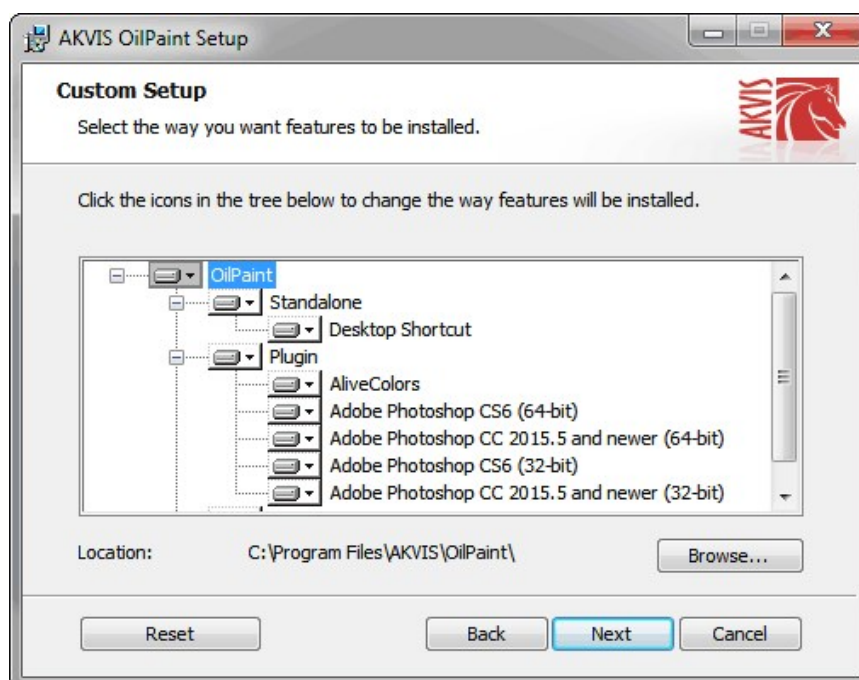 AKVIS OilPaint Setup
Custom Setup
Select the way you want features to be installed.
AKVIS
Click the icons in the tree below to change the way features will be installed.
OilPaint
Standalone
Desktop Shortcut
Plugin
AliveColors
Adobe Photoshop CS6 (64-bit)
Adobe Photoshop CC 2015.5 and newer (64-bit)
Adobe Photoshop CS6 (32-bit)
Adobe Photoshop CC 2015.5 and newer (32-bit)
Location: C:\Program Files\AKVIS\OilPaint\ Browse...
Reset Back Next Cancel